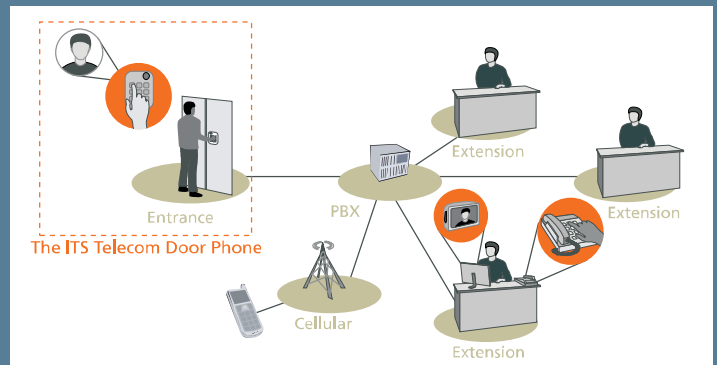 Extension
Entrance
PBX
Extension
The ITS Telecom Door Phone
Cellular
Extension